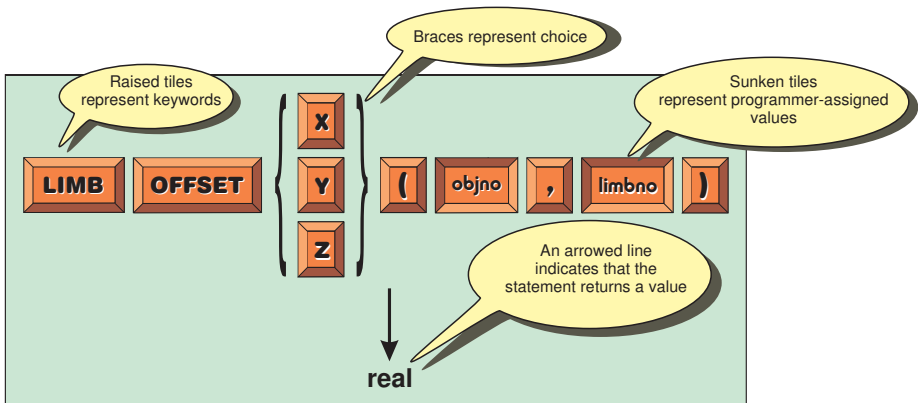 Braces represent choice
Raised tiles
represent keywords
Sunken tiles
represent programmer-assigned
values
X
LIMB OFFSET Y ( objno , limbno )
Z
An arrowed line
indicates that the
statement returns a value
real